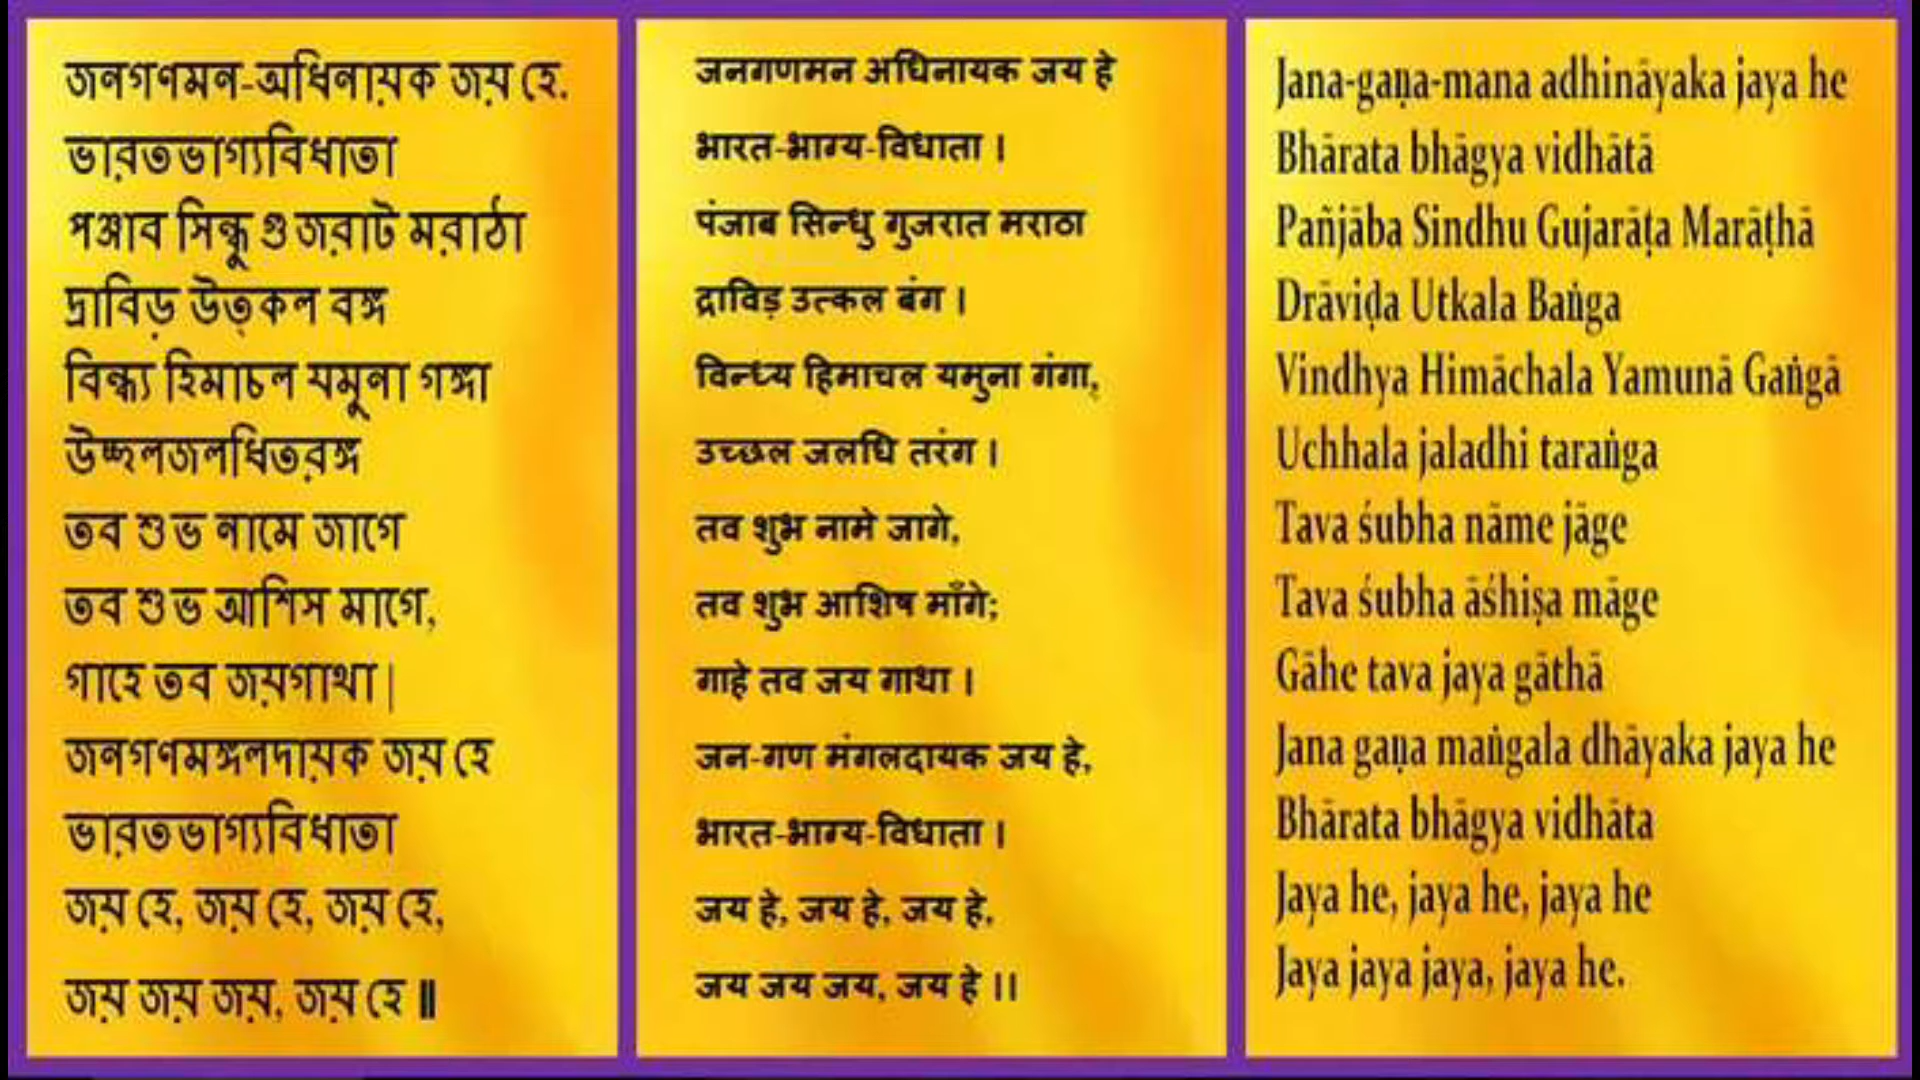 জনগণমন-অধিনায়ক জয় হে.
ভারতভাগ্যবিধাতা
পঞ্জাব সিন্ধু গুজরাট মরাঠা
দ্রাবিড় উত্কল বঙ্গ
বিন্ধ্য হিমাচল যমুনা গঙ্গা
উচ্ছলজলধিতরঙ্গ
তব শুভ নামে জাগে
তব শুভ আশিস মাগে,
গাহে তব জয়গাথা|
জনগণমঙ্গলদায়ক জয় হে
ভারতভাগ্যবিধাতা
জয় হে, জয় হে, জয় হে,
জয় জয় জয়, জয় হে ॥
जनगणमन अधिनायक जय हे
भारत-भाग्य-विधाता ।
पंजाब सिन्धु गुजरात मराठा
द्राविड़ उत्कल बंग ।
विन्ध्य हिमाचल यमुना गंगा,
उच्छल जलधि तरंग ।
तव शुभ नामे जागे,
तव शुभ आशिष माँगे;
गाहे तव जय गाथा ।
जन-गण मंगलदायक जय हे,
भारत-भाग्य-विधाता ।
जय हे, जय हे, जय हे,
जय जय जय, जय हे ।।
Jana-gaṇa-mana adhināyaka jaya he
Bhārata bhāgya vidhātā
Pañjāba Sindhu Gujarāṭa Marāṭhā
Drāviḍa Utkala Baṅga
Vindhya Himāchala Yamunā Gaṅgā
Uchhala jaladhi taraṅga
Tava śubha nāme jāge
Tava śubha āśhiṣa māge
Gāhe tava jaya gāthā
Jana gaṇa maṅgala dhāyaka jaya he
Bhārata bhāgya vidhāta
Jaya he, jaya he, jaya he
Jaya jaya jaya, jaya he.